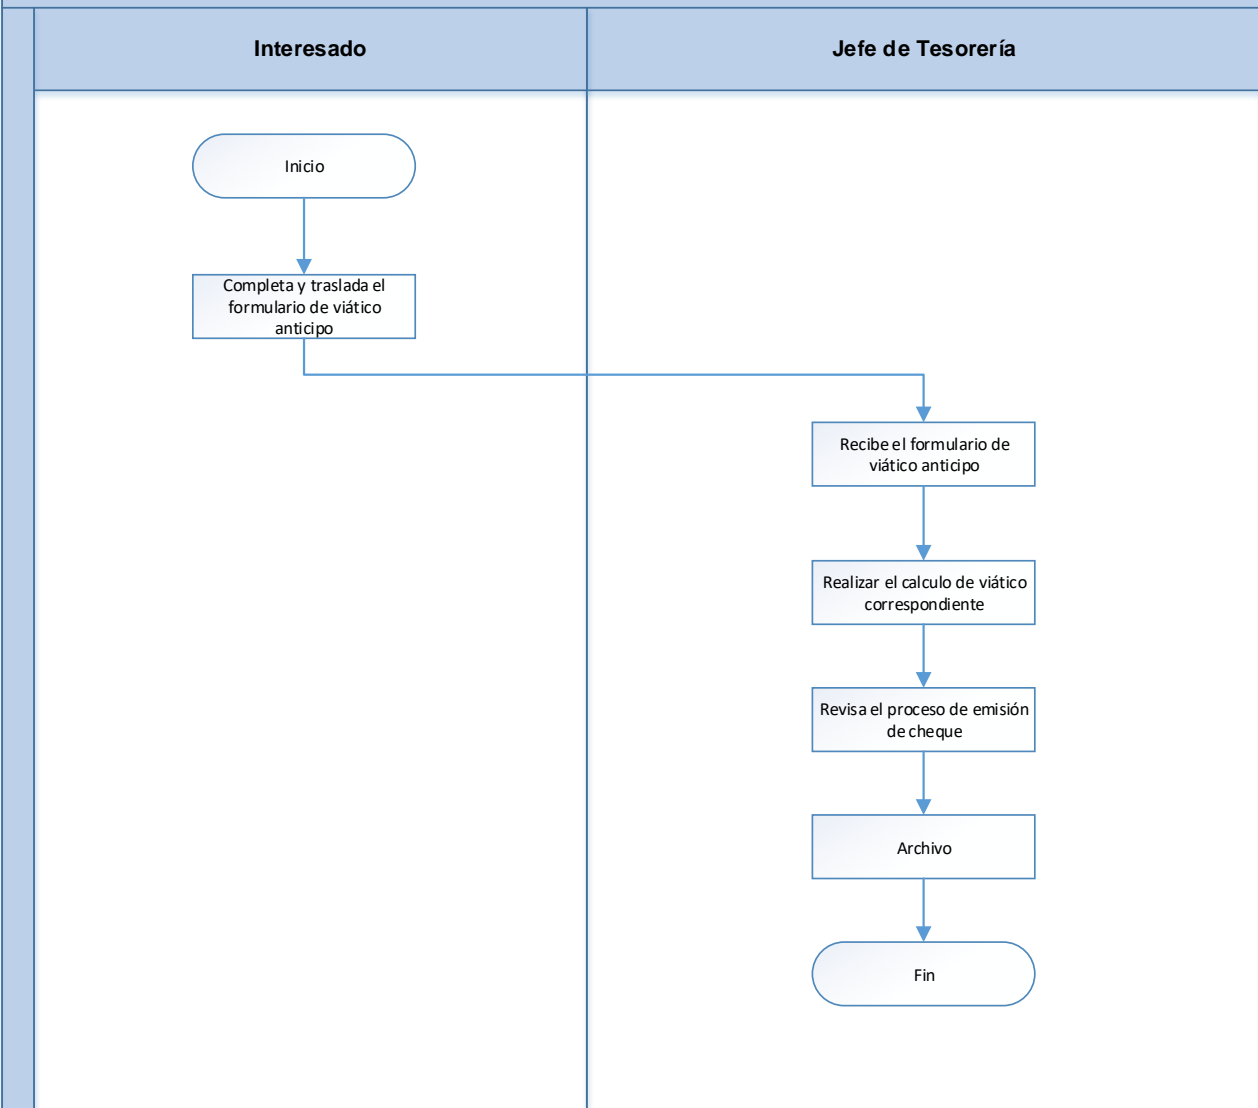 Interesado
Jefe de Tesorería
Inicio
Completa y traslada el
formulario de viático
anticipo
Recibe el formulario de
viático anticipo
Realizar el calculo de viático
correspondiente
Revisa el proceso de emisión
de cheque
Archivo
Fin